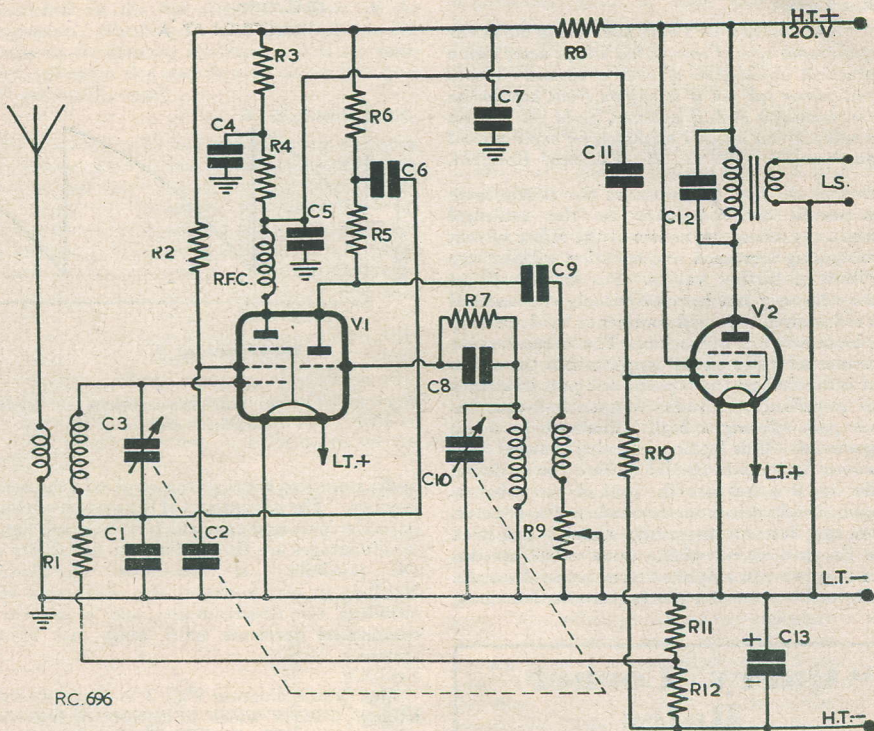 H.T.+
120.V.
R8
R3
C4
R4
R6
C7
C11
C6
C5
R5
R2
R.F.C.
C12
L.S.
C9
R7
V1
V2
C8
C3
L.T.+
C10
R10
L.T.+
R9
R1
C1
C2
L.T.-
R11
C13
+
-
R12
H.T.-
R.C.696